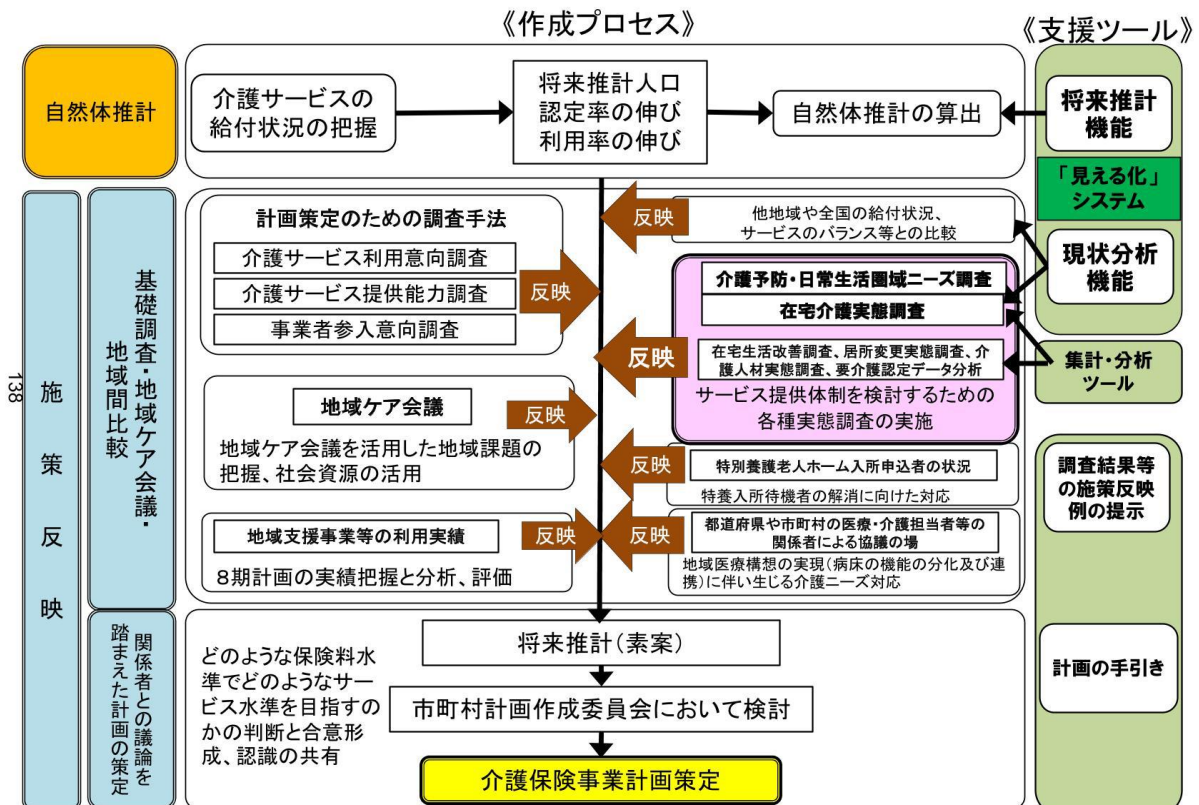 《作成プロセス》
《支援ツール》
自然体推計
介護サービスの
給付状況の把握
将来推計人口
認定率の伸び
利用率の伸び
自然体推計の算出
将来推計
機能
「見える化」
システム
現状分析
機能
集計・分析
ツール
調査結果等
の施策反映
例の提示
計画の手引き
施策反映
基礎調査・地域ケア会議・
地域間比較
計画策定のための調査手法
介護サービス利用意向調査
介護サービス提供能力調査
事業者参入意向調査
反映
反映
他地域や全国の給付状況、
サービスのバランス等との比較
介護予防・日常生活圏域ニーズ調査
在宅介護実態調査
反映
在宅生活改善調査、居所変更実態調査、介
護人材実態調査、要介護認定データ分析
サービス提供体制を検討するための
各種実態調査の実施
地域ケア会議
反映
地域ケア会議を活用した地域課題の
把握、社会資源の活用
反映
特別養護老人ホーム入所申込者の状況
特養入所待機者の解消に向けた対応
地域支援事業等の利用実績
反映
8期計画の実績把握と分析、評価
反映
都道府県や市町村の医療・介護担当者等の
関係者による協議の場
地域医療構想の実現(病床の機能の分化及び連
携)に伴い生じる介護ニーズ対応
関係者との議論を
踏まえた計画の策定
どのような保険料水
準でどのようなサー
ビス水準を目指すの
かの判断と合意形
成、認識の共有
将来推計(素案)
市町村計画作成委員会において検討
介護保険事業計画策定
138